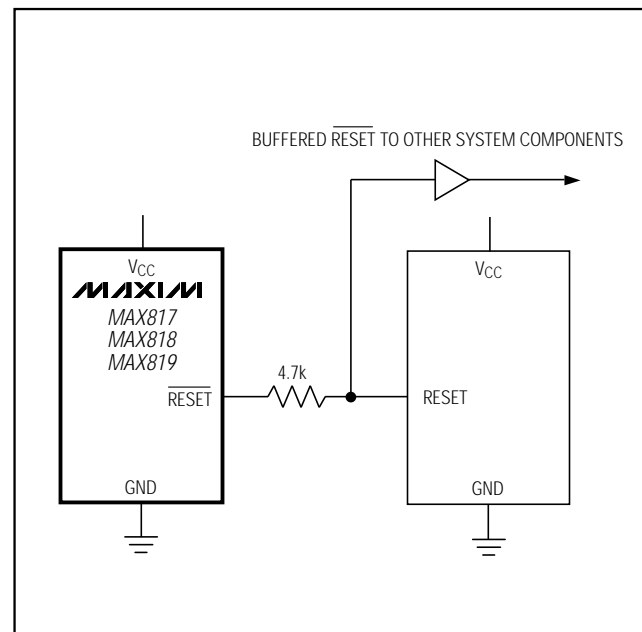 BUFFERED RESET TO OTHER SYSTEM COMPONENTS
VCC
MAXIM
MAX817
MAX818
MAX819
RESET
GND
4.7k
VCC
RESET
GND